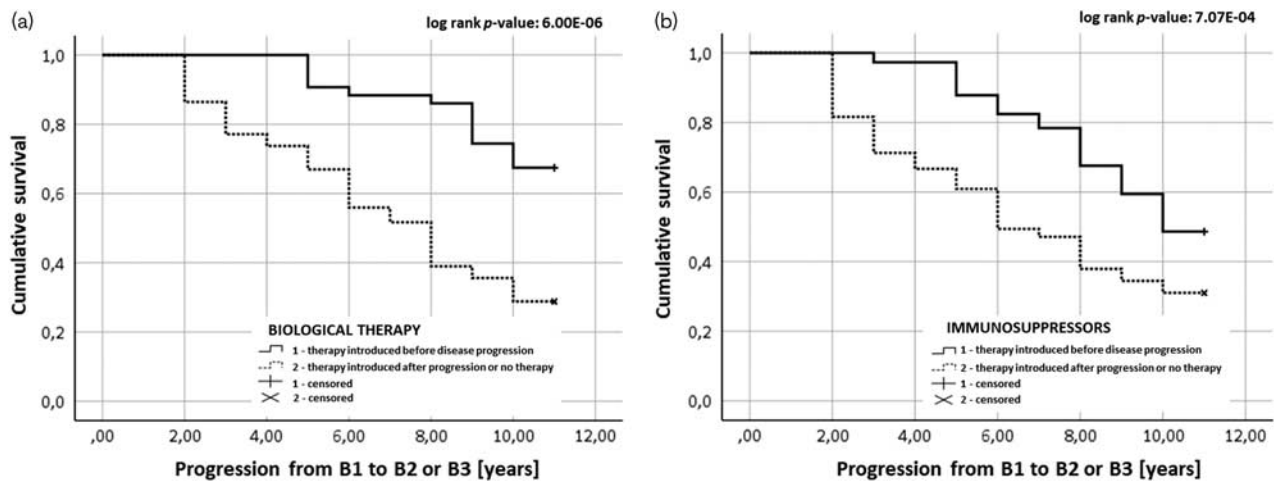 (a)
log rank p-value: 6.00E-06
1,0
0,8
0,6
0,4
0,2
0,0
Cumulative survival
BIOLOGICAL THERAPY
1 - therapy introduced before disease progression
2 - therapy introduced after progression or no therapy
1 - censored
2 - censored
,00 2,00 4,00 6,00 8,00 10,00 12,00
Progression from B1 to B2 or B3 [years]
(b)
log rank p-value: 7.07E-04
1,0
0,8
0,6
0,4
0,2
0,0
Cumulative survival
IMMUNOSUPPRESSORS
1 - therapy introduced before disease progression
2 - therapy introduced after progression or no therapy
1 - censored
2 - censored
,00 2,00 4,00 6,00 8,00 10,00 12,00
Progression from B1 to B2 or B3 [years]